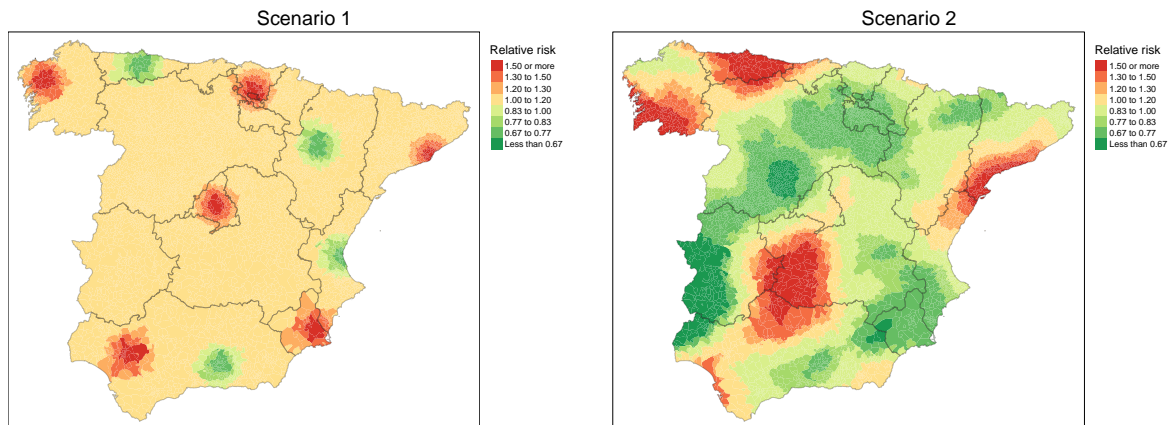 Scenario 1
Relative risk
1.50 or more
1.30 to 1.50
1.20 to 1.30
1.00 to 1.20
0.83 to 1.00
0.77 to 0.83
0.67 to 0.77
Less than 0.67
Scenario 2
Relative risk
1.50 or more
1.30 to 1.50
1.20 to 1.30
1.00 to 1.20
0.83 to 1.00
0.77 to 0.83
0.67 to 0.77
Less than 0.67